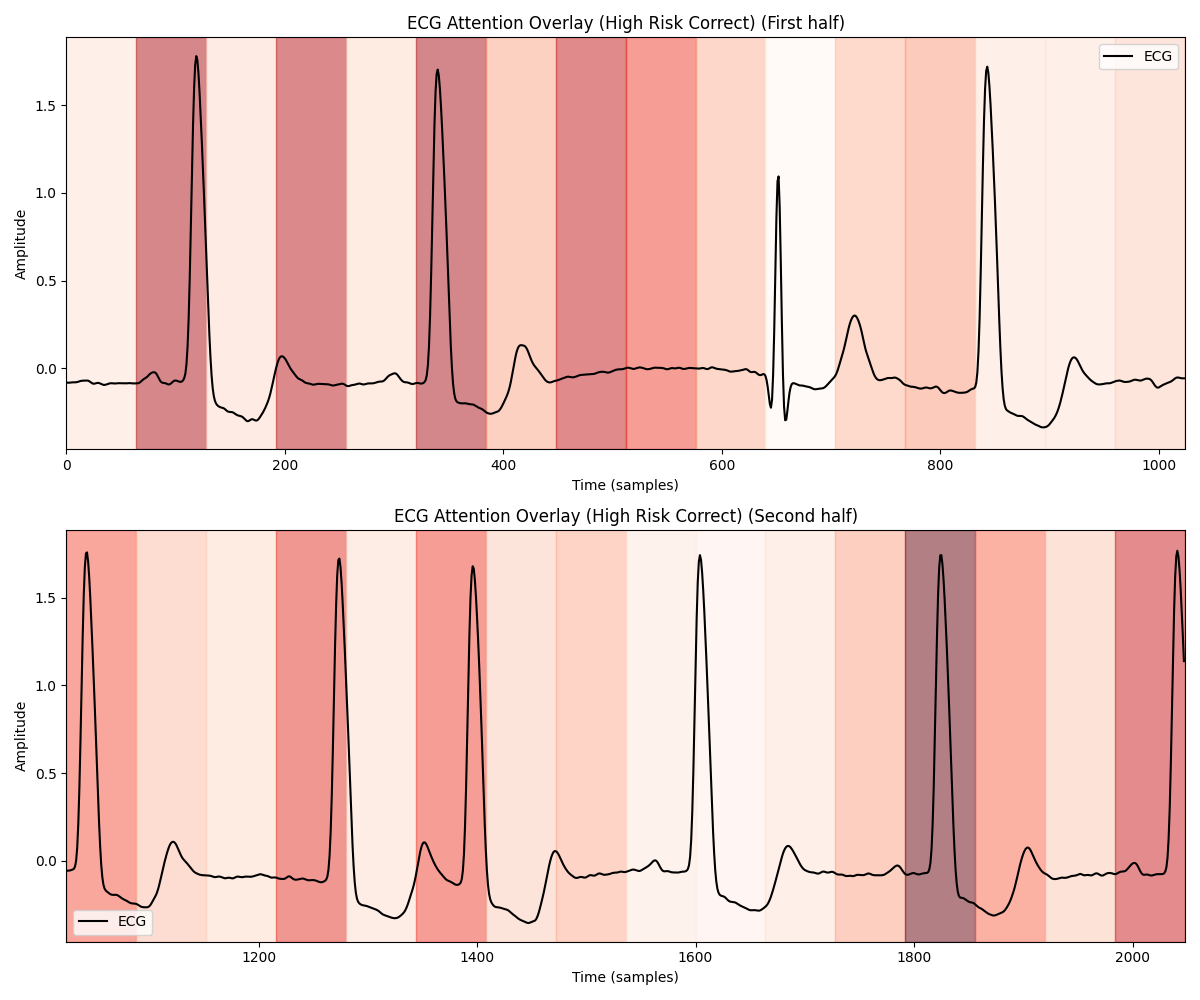 ECG Attention Overlay (High Risk Correct) (First half)
ECG
Amplitude
1.5
1.0
0.5
0.0
0 200 400 600 800 1000
Time (samples)
ECG Attention Overlay (High Risk Correct) (Second half)
Amplitude
1.5
1.0
0.5
0.0
ECG
1200 1400 1600 1800 2000
Time (samples)